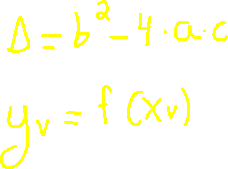 Δ = b² - 4 · a · c
yᵥ = f (xᵥ)